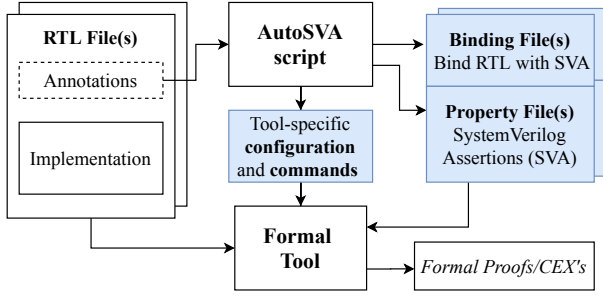 RTL File(s)
Annotations
Implementation
AutoSVA
script
Tool-specific
configuration
and commands
Formal
Tool
Binding File(s)
Bind RTL with SVA
Property File(s)
SystemVerilog
Assertions (SVA)
Formal Proofs/CEX's